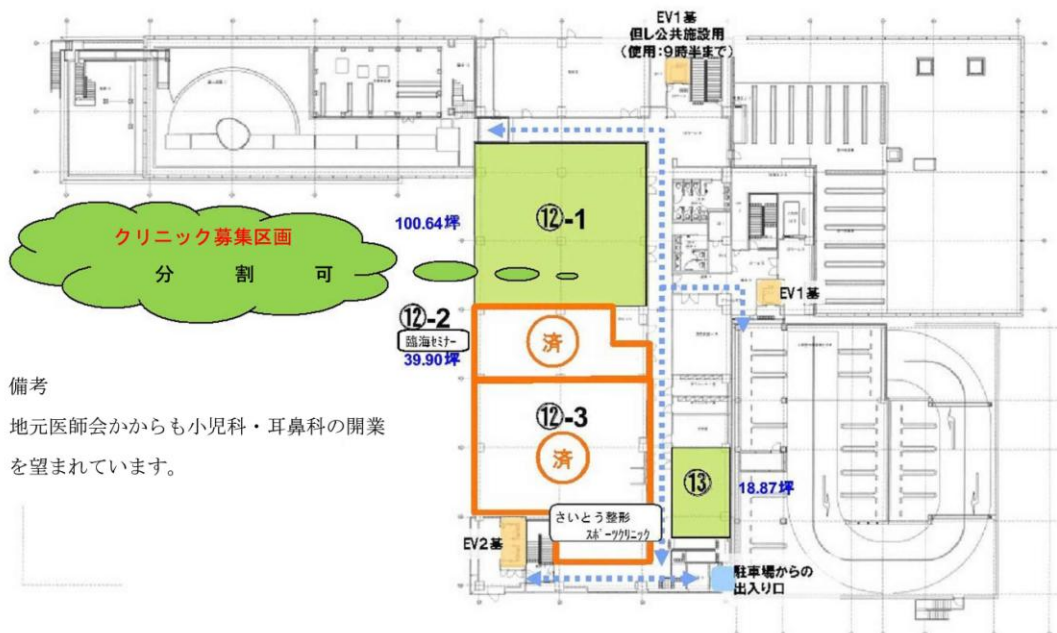 EV1基
但し公共施設用
(使用:9時半まで)
⑫-1
100.64坪
クリニック募集区画
分 割 可
EV1基
⑫-2
臨海セミナー
39.90坪
済
備考
地元医師会かからも小児科・耳鼻科の開業
を望まれています。
⑫-3
済
⑬
18.87坪
さいとう整形
スポーツクリニック
EV2基
駐車場からの
出入り口